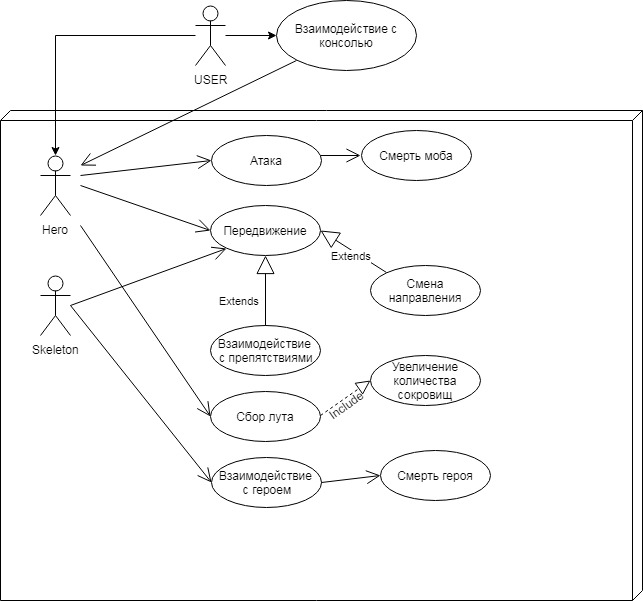 Взаимодействие с
консолью
USER
Атака
Смерть моба
Hero
Передвижение
Extends
Смена
направления
Skeleton
Extends
Взаимодействие
с препятствиями
Увеличение
количества
сокровищ
Include
Сбор лута
Взаимодействие
с героем
Смерть героя